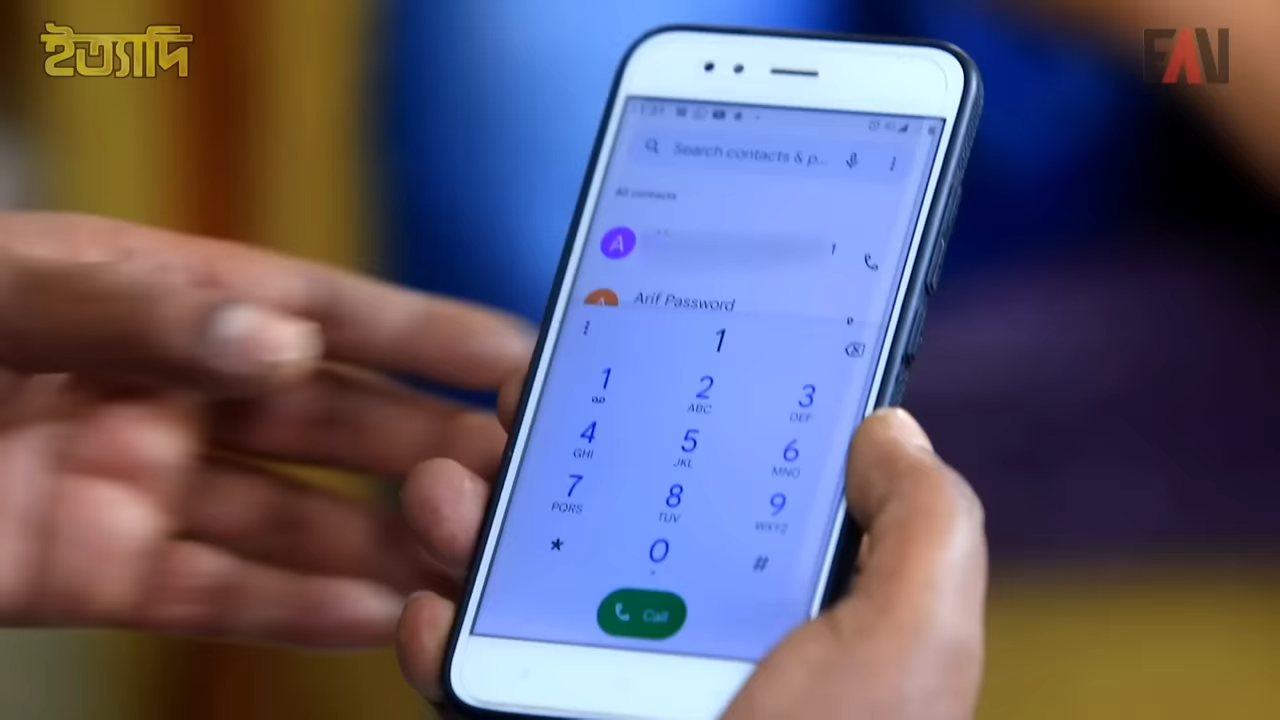 ইত্যাদি
FAV
Search contacts & p...
All contacts
A
1
Arif Password
1
1
2
3
ABC
DEF
4
5
6
GHI
JKL
MNO
7
8
9
PQRS
TUV
WXYZ
*
0
#
Call